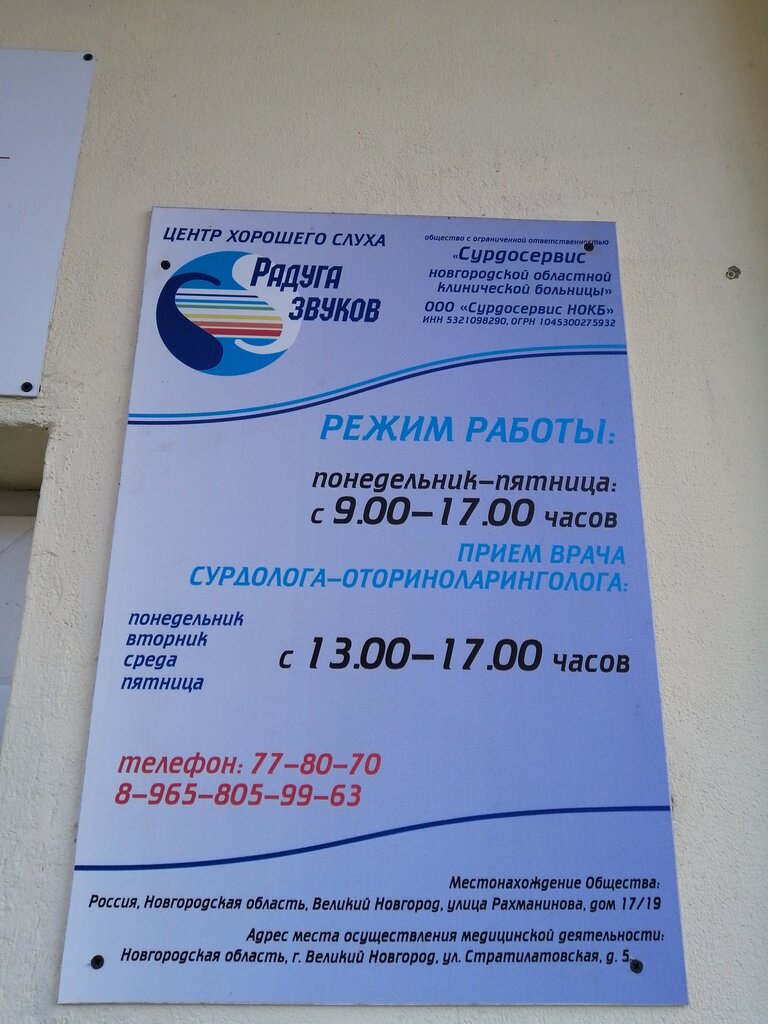 ЦЕНТР ХОРОШЕГО СЛУХА
Радуга
звуков
общество с ограниченной ответственностью
«Сурдосервис
новгородской областной
клинической больницы»
ООО «Сурдосервис НОКБ»
ИНН 5321098290, ОГРН 1045300275932
РЕЖИМ РАБОТЫ:
понедельник–пятница:
с 9.00–17.00 часов
ПРИЕМ ВРАЧА
СУРДОЛОГА–ОТОРИНОЛАРИНГОЛОГА:
понедельник
вторник
среда
пятница
с 13.00–17.00 часов
телефон: 77–80–70
8–965–805–99–63
Местонахождение Общества:
Россия, Новгородская область, Великий Новгород, улица Рахманинова, дом 17/19
Адрес места осуществления медицинской деятельности:
Новгородская область, г. Великий Новгород, ул. Стратилатовская, д. 5.